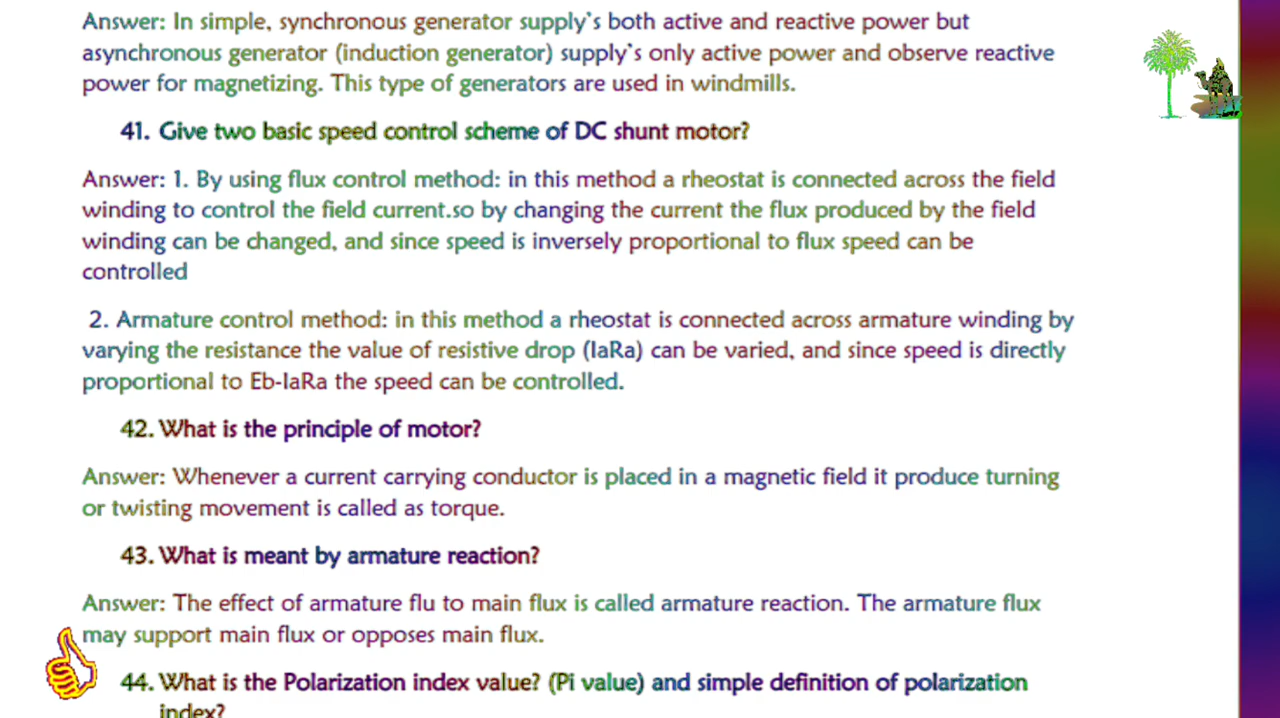 Answer: In simple, synchronous generator supply's both active and reactive power but
asynchronous generator (induction generator) supply's only active power and observe reactive
power for magnetizing. This type of generators are used in windmills.
41. Give two basic speed control scheme of DC shunt motor?
Answer: 1. By using flux control method: in this method a rheostat is connected across the field
winding to control the field current.so by changing the current the flux produced by the field
winding can be changed, and since speed is inversely proportional to flux speed can be
controlled
2. Armature control method: in this method a rheostat is connected across armature winding by
varying the resistance the value of resistive drop (IaRa) can be varied, and since speed is directly
proportional to Eb-IaRa the speed can be controlled.
42. What is the principle of motor?
Answer: Whenever a current carrying conductor is placed in a magnetic field it produce turning
or twisting movement is called as torque.
43. What is meant by armature reaction?
Answer: The effect of armature flu to main flux is called armature reaction. The armature flux
may support main flux or opposes main flux.
44. What is the Polarization index value? (Pi value) and simple definition of polarization
index?